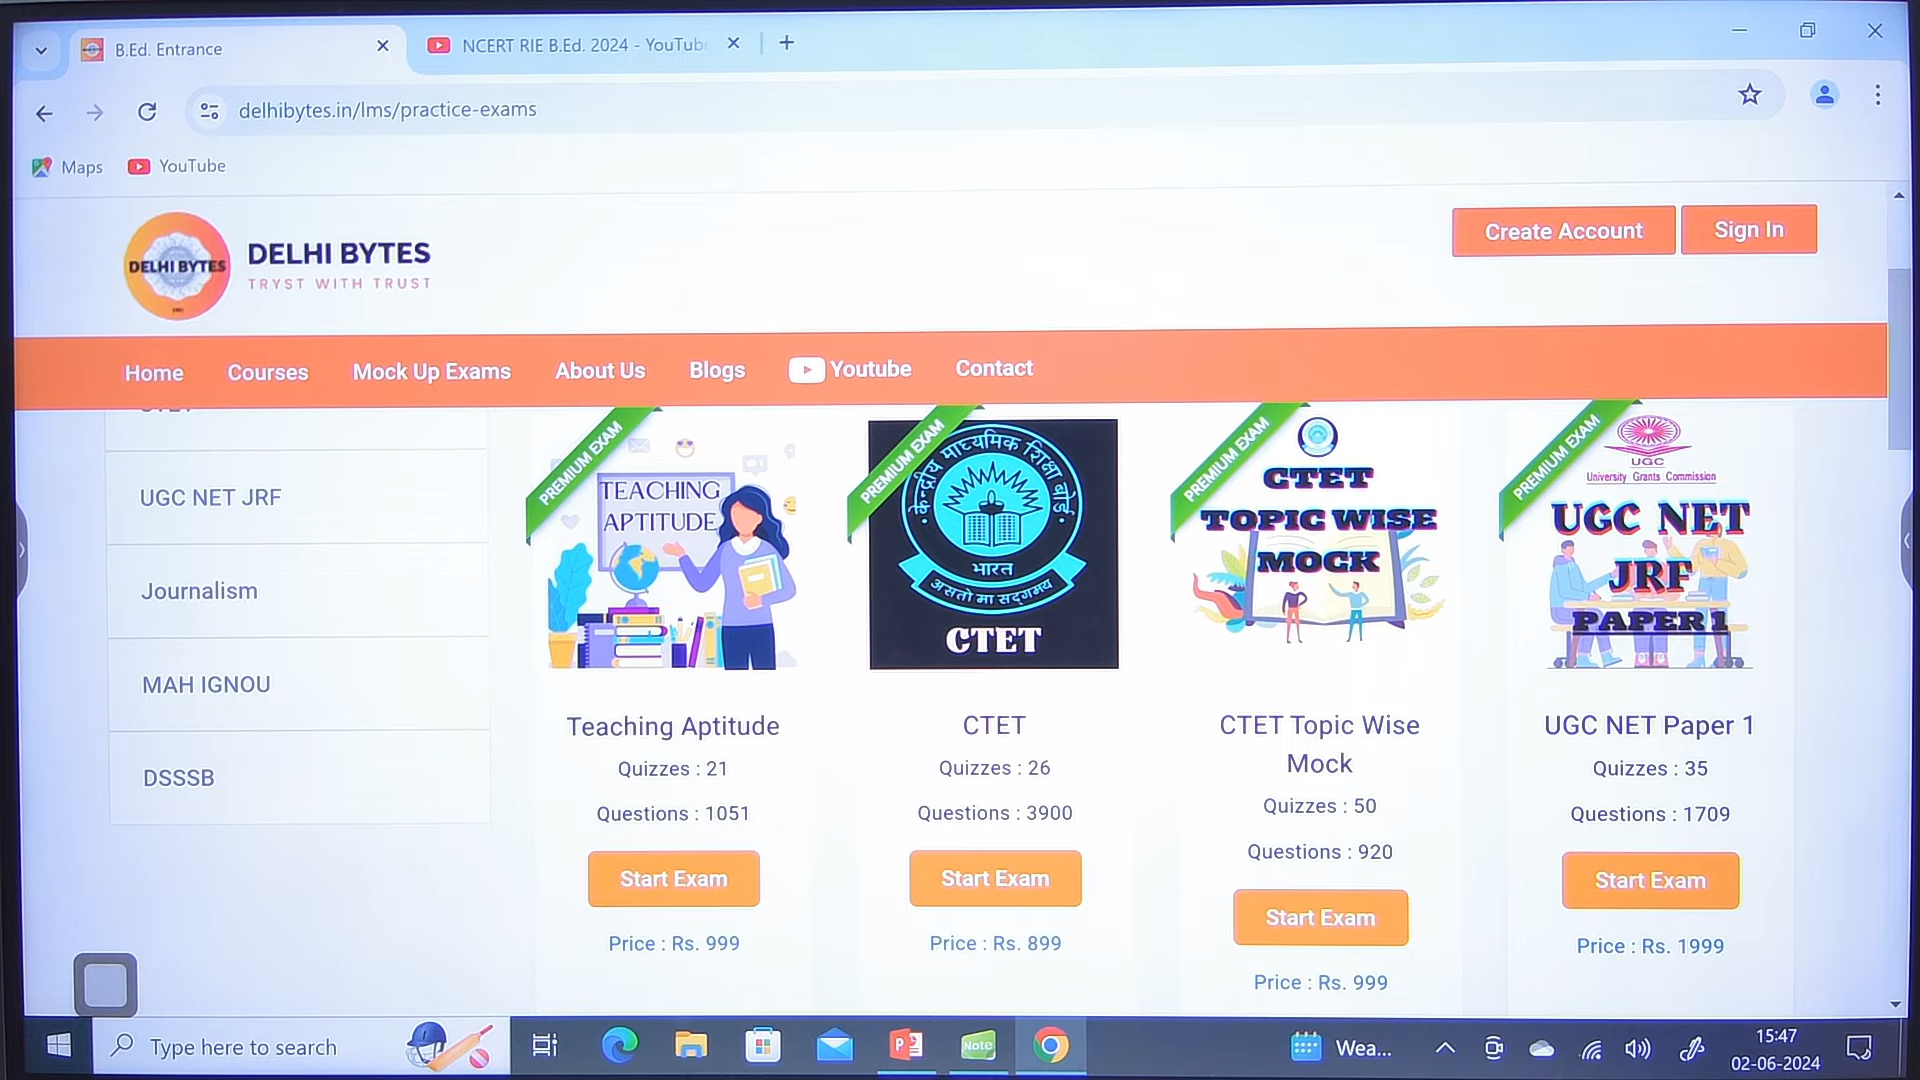 B.Ed. Entrance
NCERT RIE B.Ed. 2024 - YouTub
delhibytes.in/lms/practice-exams
Maps
YouTube
DELHI BYTES
DELHI BYTES
TRYST WITH TRUST
Create Account
Sign In
Home
Courses
Mock Up Exams
About Us
Blogs
Youtube
Contact
CTET
UGC NET JRF
Journalism
MAH IGNOU
DSSSB
PREMIUM EXAM
TEACHING
APTITUDE
Teaching Aptitude
Quizzes : 21
Questions : 1051
Start Exam
Price : Rs. 999
PREMIUM EXAM
केन्द्रीय माध्यमिक शिक्षा बोर्ड
भारत
असतो मा सद्गमय
CTET
CTET
Quizzes : 26
Questions : 3900
Start Exam
Price : Rs. 899
PREMIUM EXAM
CTET
TOPIC WISE
MOCK
CTET Topic Wise
Mock
Quizzes : 50
Questions : 920
Start Exam
Price : Rs. 999
PREMIUM EXAM
UGC
University Grants Commission
UGC NET
JRF
PAPER 1
UGC NET Paper 1
Quizzes : 35
Questions : 1709
Start Exam
Price : Rs. 1999
Type here to search
Note
Wea...
15:47
02-06-2024